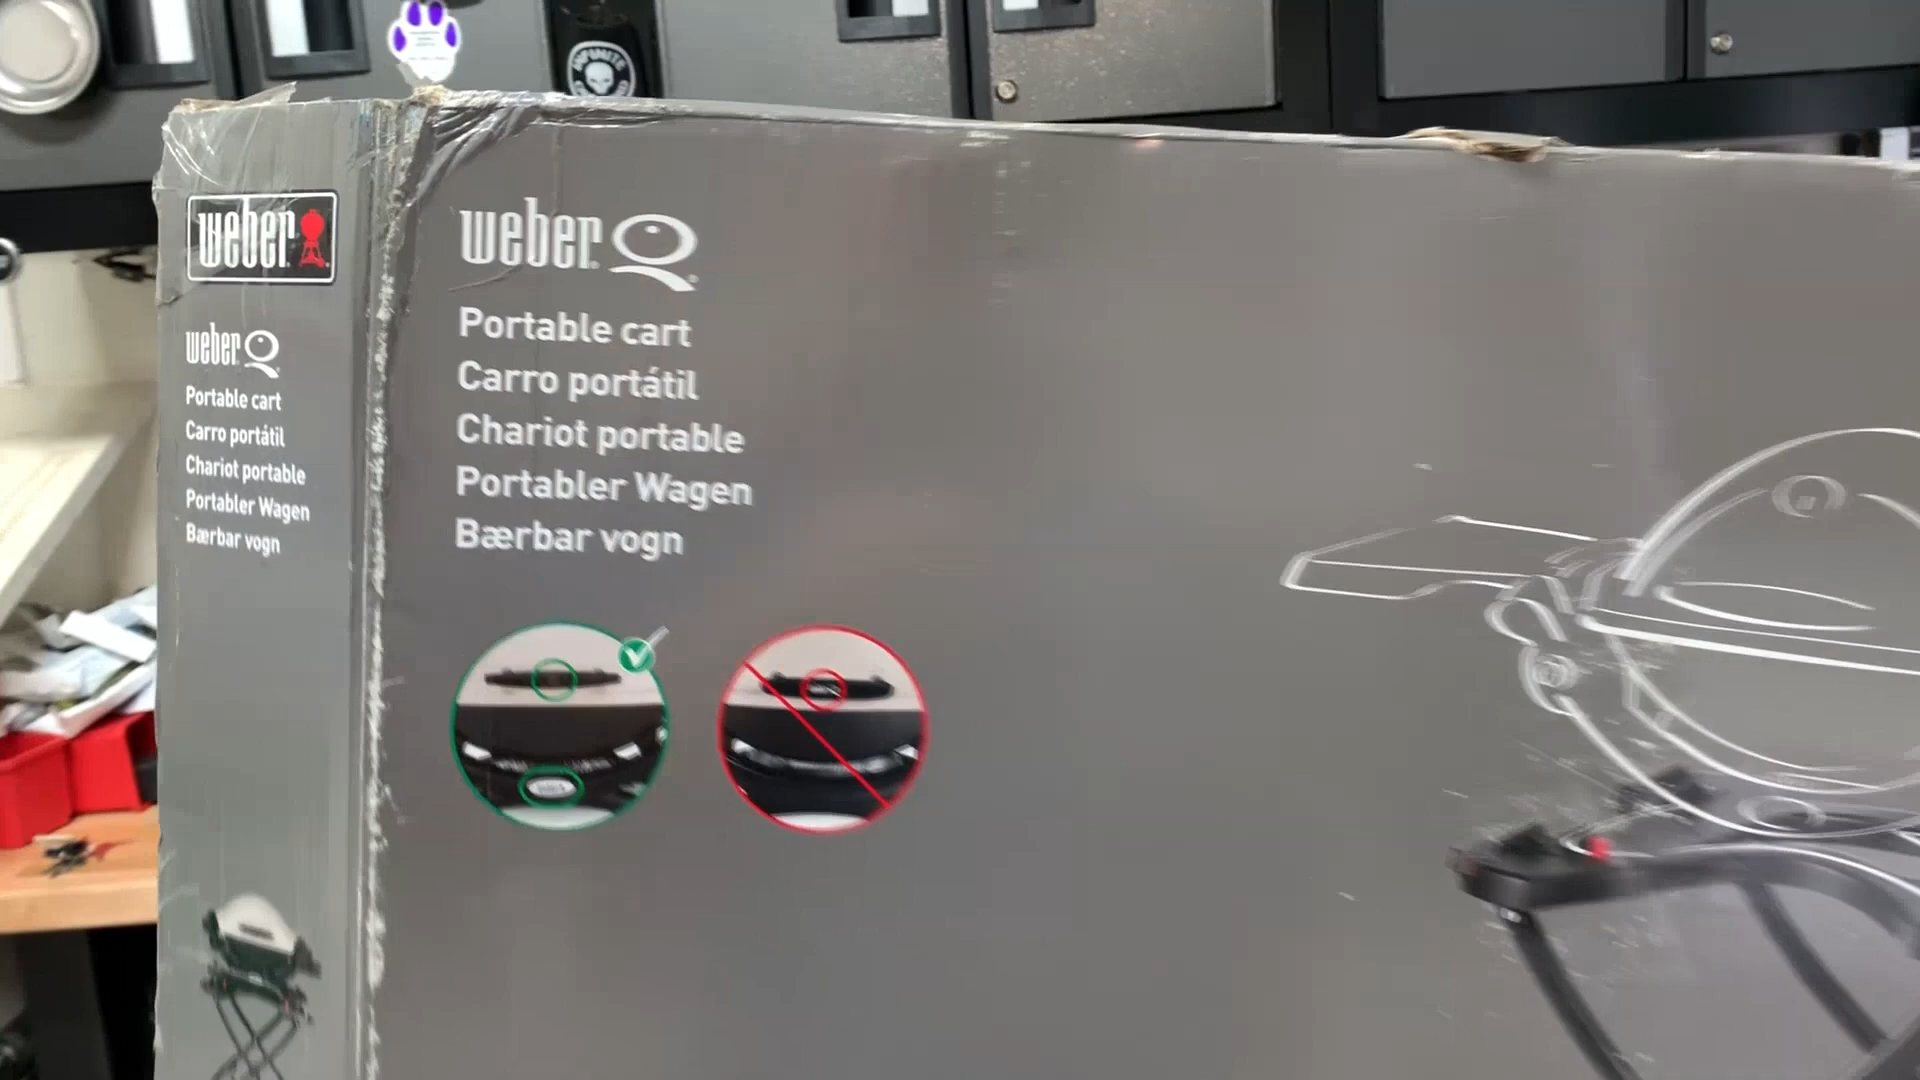 INFINITE
weber
weber Q
Portable cart
Carro portátil
Chariot portable
Portabler Wagen
Bærbar vogn
weber Q
Portable cart
Carro portátil
Chariot portable
Portabler Wagen
Bærbar vogn